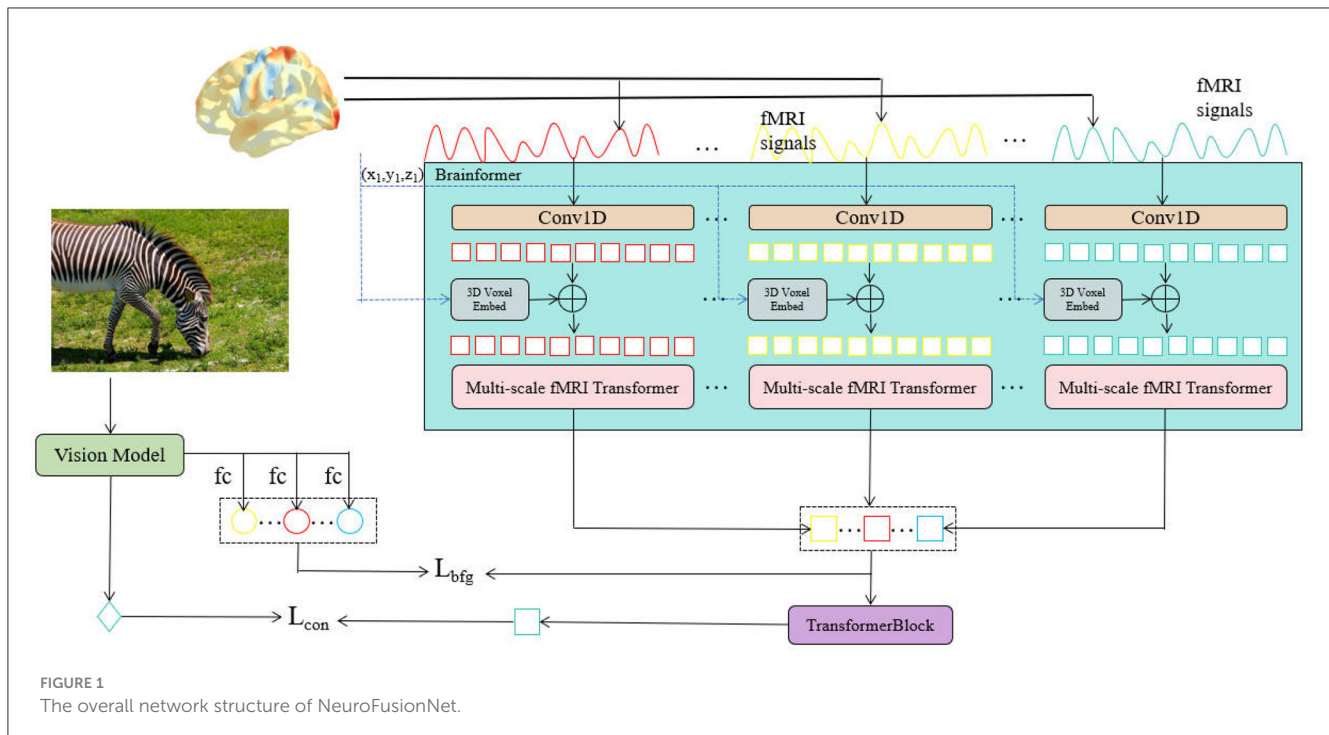 fMRI
signals
fMRI
signals
...
...
(x₁,y₁,z₁)
Brainformer
Conv1D
...
Conv1D
...
Conv1D
3D Voxel
Embed
...
3D Voxel
Embed
...
3D Voxel
Embed
Multi-scale fMRI Transformer
...
Multi-scale fMRI Transformer
...
Multi-scale fMRI Transformer
Vision Model
fc
fc
fc
...
...
...
...
L_bfg
L_con
TransformerBlock
FIGURE 1
The overall network structure of NeuroFusionNet.